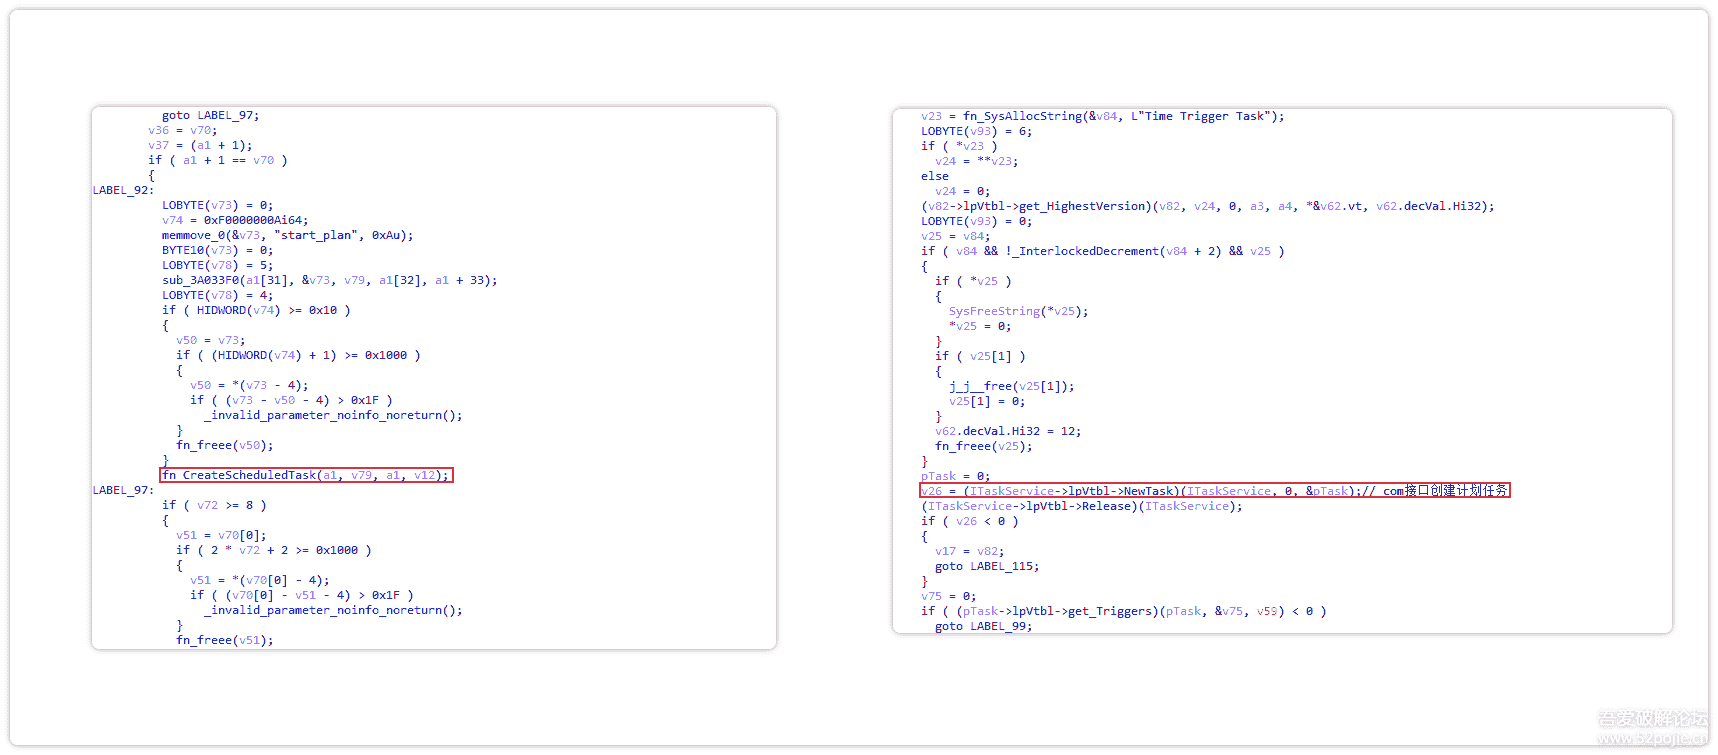 goto LABEL_97;
v36 = v70;
v37 = (a1 + 1);
if ( a1 + 1 == v70 )
{
LABEL_92:
LOBYTE(v73) = 0;
v74 = 0xF0000000Ai64;
memmove_0(&v73, "start_plan", 0xAu);
BYTE10(v73) = 0;
LOBYTE(v78) = 5;
sub_3A033F0(a1[31], &v73, v79, a1[32], a1 + 33);
LOBYTE(v78) = 4;
if ( HIDWORD(v74) >= 0x10 )
{
v50 = v73;
if ( (HIDWORD(v74) + 1) >= 0x1000 )
{
v50 = *(v73 - 4);
if ( (v73 - v50 - 4) > 0x1F )
_invalid_parameter_noinfo_noreturn();
}
fn_freee(v50);
}
fn_CreateScheduledTask(a1, v79, a1, v12);
LABEL_97:
if ( v72 >= 8 )
{
v51 = v70[0];
if ( 2 * v72 + 2 >= 0x1000 )
{
v51 = *(v70[0] - 4);
if ( (v70[0] - v51 - 4) > 0x1F )
_invalid_parameter_noinfo_noreturn();
}
fn_freee(v51);
v23 = fn_SysAllocString(&v84, L"Time Trigger Task");
LOBYTE(v93) = 6;
if ( *v23 )
v24 = **v23;
else
v24 = 0;
(v82->lpVtbl->get_HighestVersion)(v82, v24, 0, a3, a4, *&v62.vt, v62.decVal.Hi32);
LOBYTE(v93) = 0;
v25 = v84;
if ( v84 && !_InterlockedDecrement(v84 + 2) && v25 )
{
if ( *v25 )
{
SysFreeString(*v25);
*v25 = 0;
}
if ( v25[1] )
{
j_j__free(v25[1]);
v25[1] = 0;
}
v62.decVal.Hi32 = 12;
fn_freee(v25);
}
pTask = 0;
v26 = (ITaskService->lpVtbl->NewTask)(ITaskService, 0, &pTask);// com接口创建计划任务
(ITaskService->lpVtbl->Release)(ITaskService);
if ( v26 < 0 )
{
v17 = v82;
goto LABEL_115;
}
v75 = 0;
if ( (pTask->lpVtbl->get_Triggers)(pTask, &v75, v59) < 0 )
goto LABEL_99;
吾爱破解论坛
www.52pojie.cn